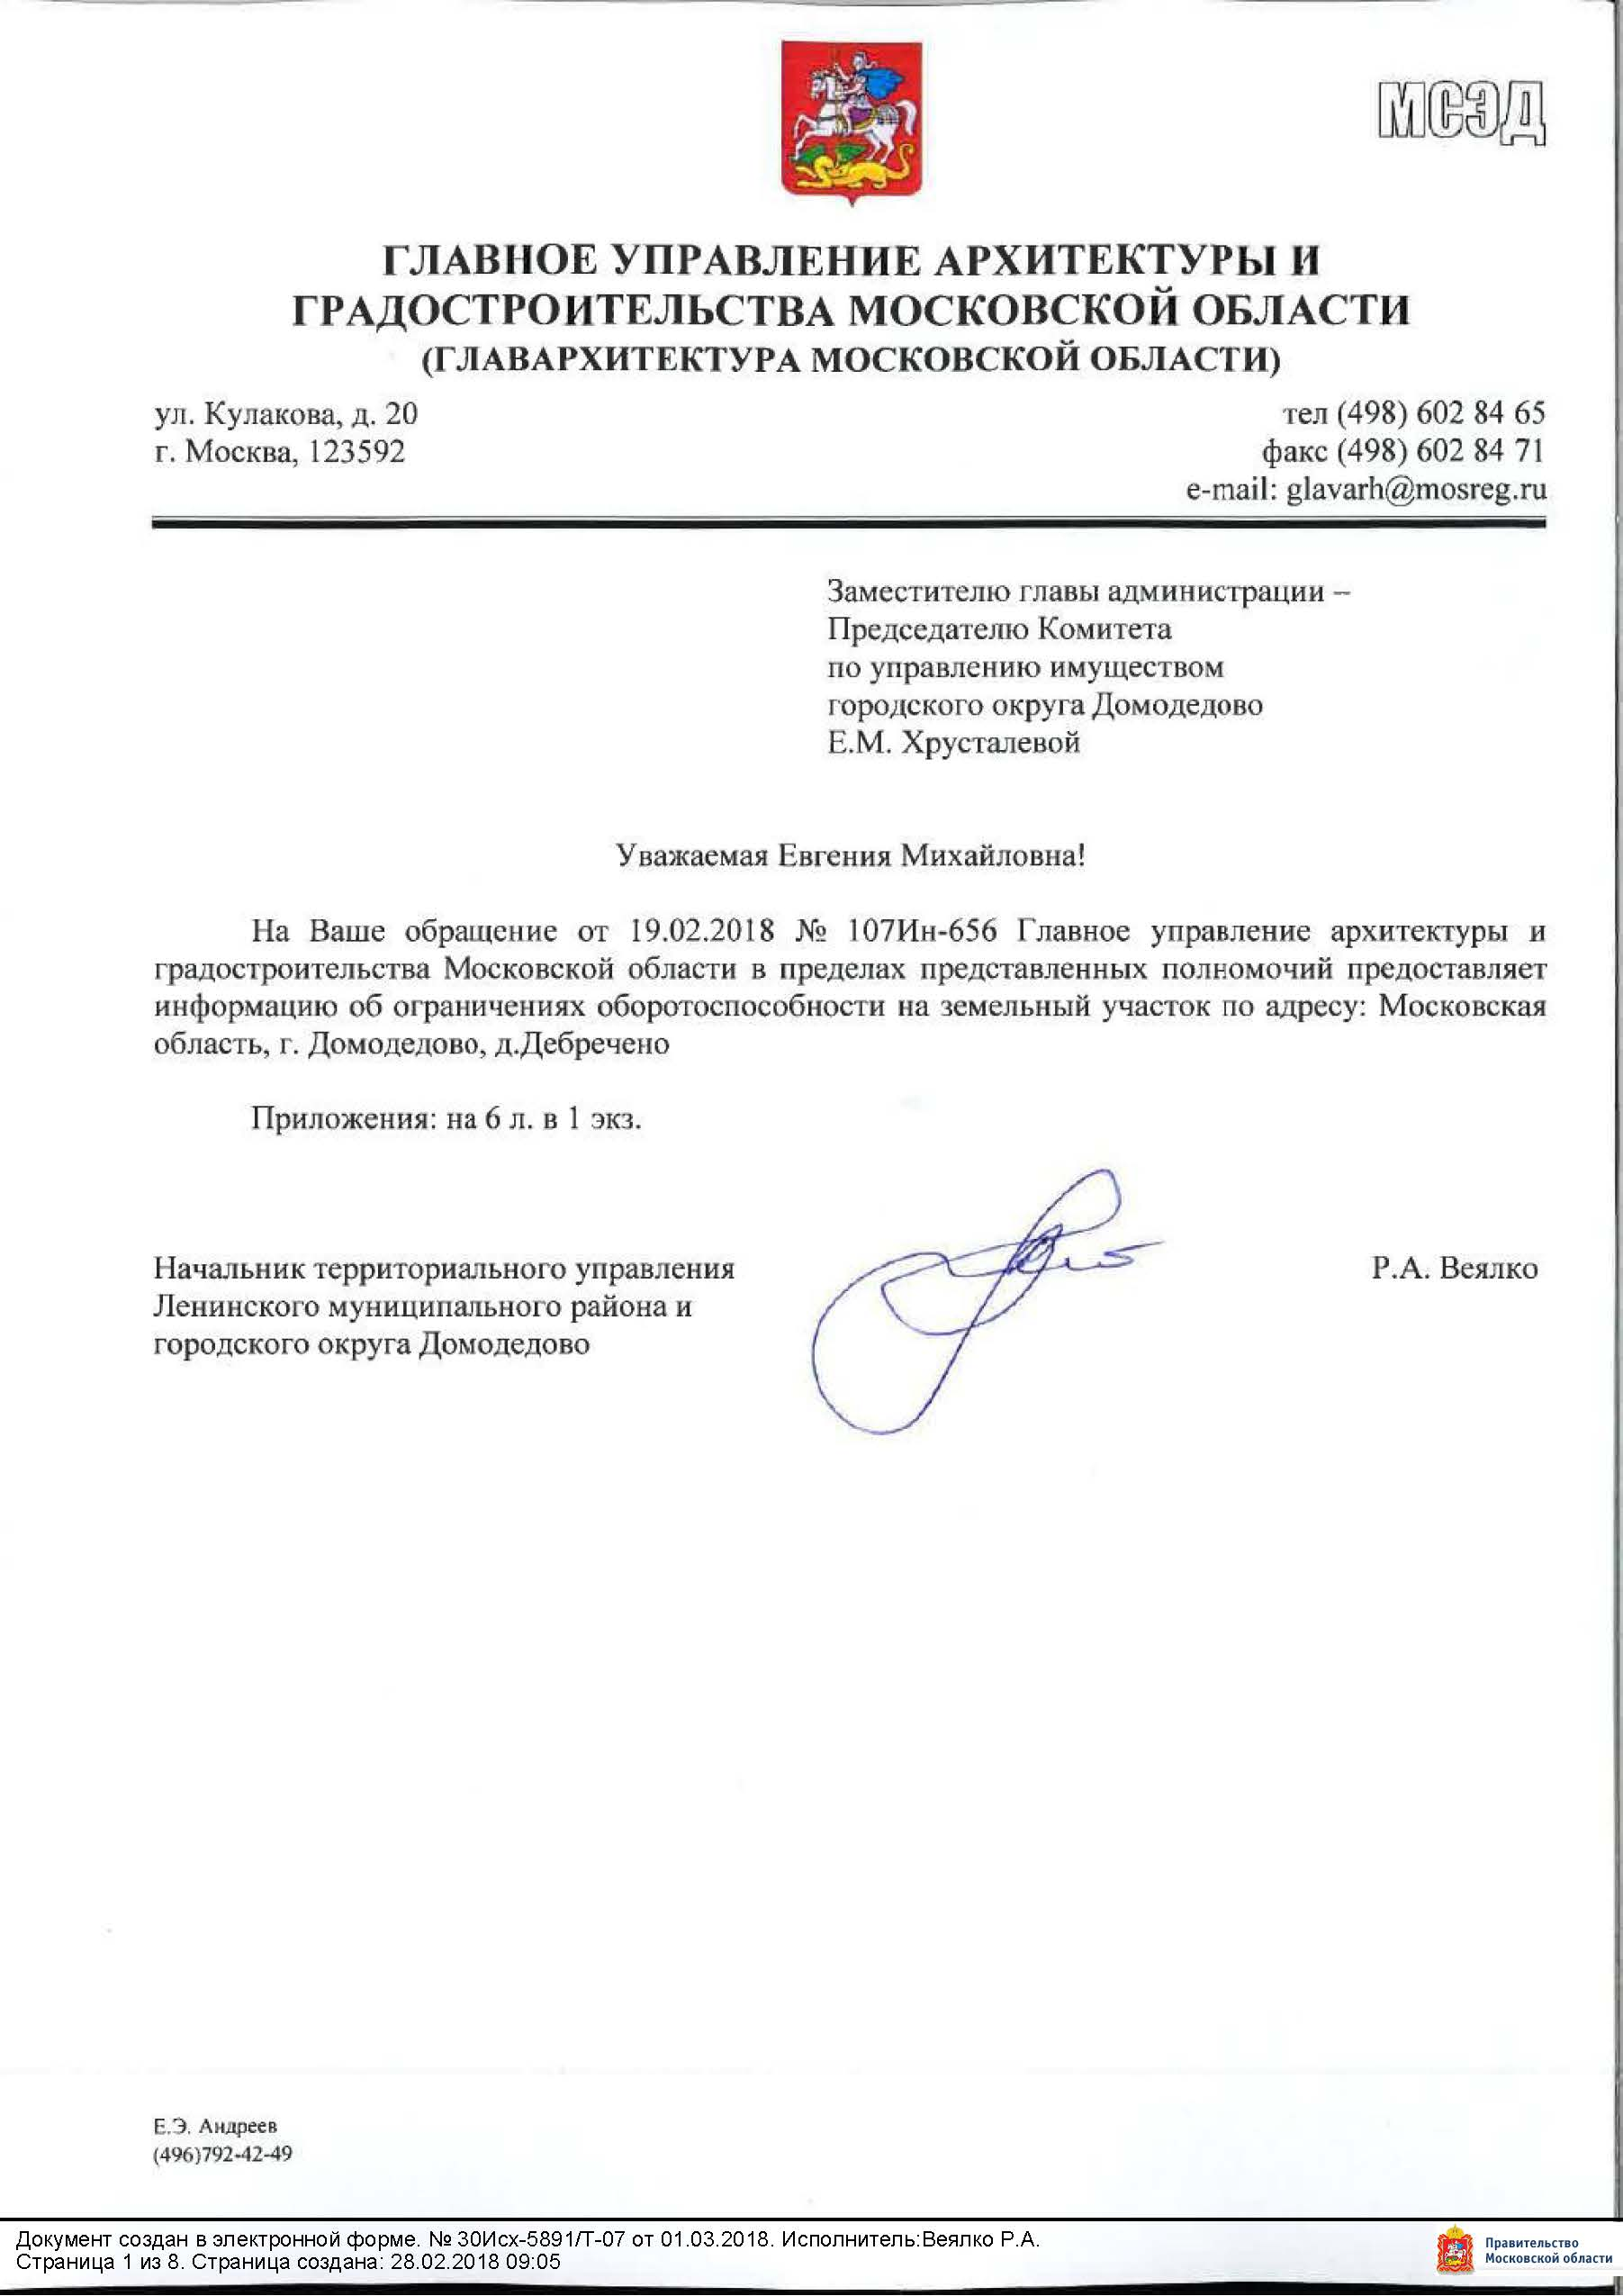 МСЭД
ГЛАВНОЕ УПРАВЛЕНИЕ АРХИТЕКТУРЫ И
ГРАДОСТРОИТЕЛЬСТВА МОСКОВСКОЙ ОБЛАСТИ
(ГЛАВАРХИТЕКТУРА МОСКОВСКОЙ ОБЛАСТИ)
ул. Кулакова, д. 20
г. Москва, 123592
тел (498) 602 84 65
факс (498) 602 84 71
e-mail: glavarh@mosreg.ru
Заместителю главы администрации –
Председателю Комитета
по управлению имуществом
городского округа Домодедово
Е.М. Хрусталевой
Уважаемая Евгения Михайловна!
На Ваше обращение от 19.02.2018 № 107Ин-656 Главное управление архитектуры и
градостроительства Московской области в пределах представленных полномочий предоставляет
информацию об ограничениях оборотоспособности на земельный участок по адресу: Московская
область, г. Домодедово, д.Дебречено
Приложения: на 6 л. в 1 экз.
Начальник территориального управления
Ленинского муниципального района и
городского округа Домодедово
Р.А. Веялко
Е.Э. Андреев
(496)792-42-49
Документ создан в электронной форме. № 30Исх-5891/Т-07 от 01.03.2018. Исполнитель:Веялко Р.А.
Страница 1 из 8. Страница создана: 28.02.2018 09:05
Правительство
Московской области